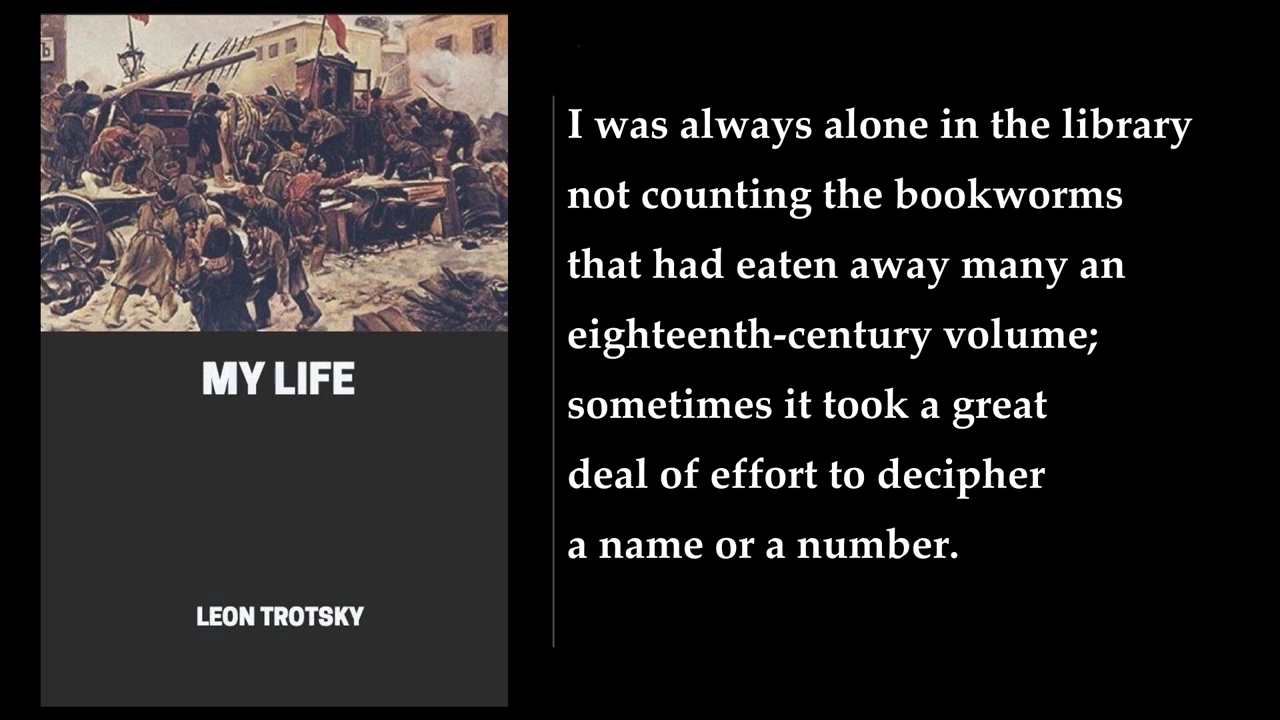 MY LIFE
LEON TROTSKY
I was always alone in the library
not counting the bookworms
that had eaten away many an
eighteenth-century volume;
sometimes it took a great
deal of effort to decipher
a name or a number.